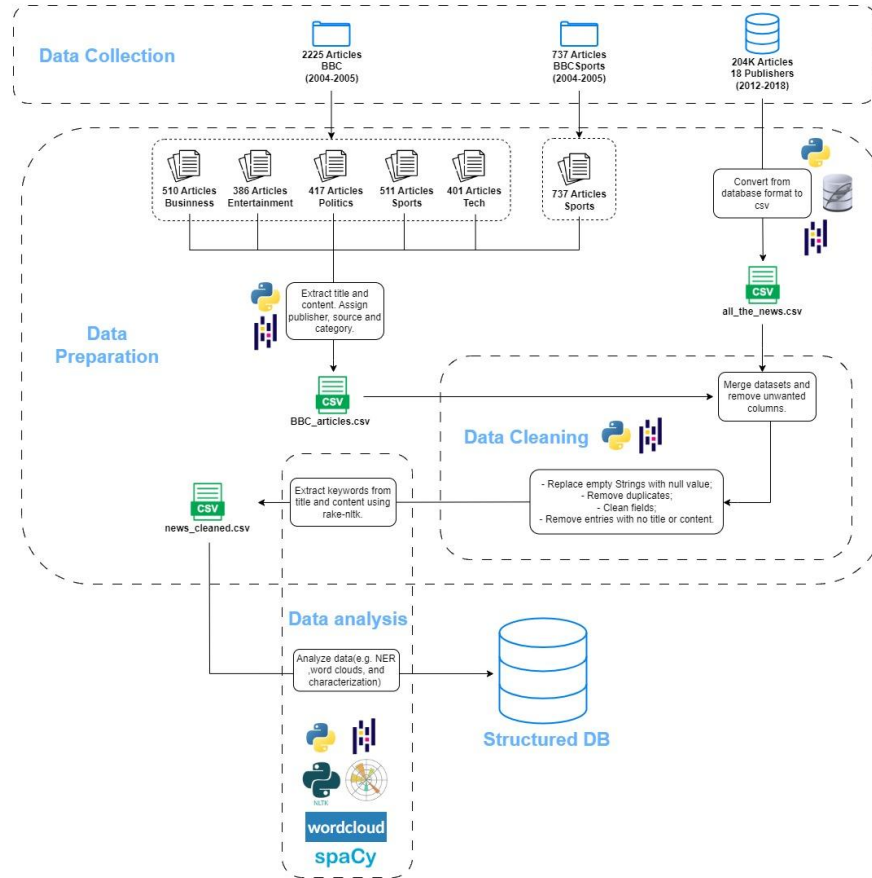 Data Collection
2225 Articles
BBC
(2004-2005)
737 Articles
BBCSports
(2004-2005)
204K Articles
18 Publishers
(2012-2018)
510 Articles
Businness
386 Articles
Entertainment
417 Articles
Politics
511 Articles
Sports
401 Articles
Tech
737 Articles
Sports
Convert from
database format to
csv
Extract title and
content. Assign
publisher, source and
category.
CSV
all_the_news.csv
Data
Preparation
CSV
BBC_articles.csv
Merge datasets and
remove unwanted
columns.
Data Cleaning
- Replace empty Strings with null value;
- Remove duplicates;
- Clean fields;
- Remove entries with no title or content.
Extract keywords from
title and content using
rake-nltk.
CSV
news_cleaned.csv
Data analysis
Analyze data(e.g. NER
,word clouds, and
characterization)
Structured DB
NLTK
wordcloud
spaCy